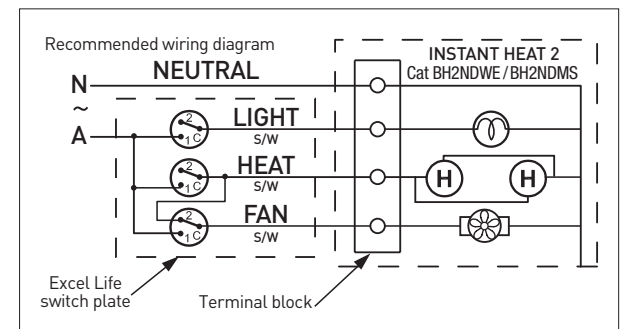 Recommended wiring diagram
INSTANT HEAT 2
Cat BH2NDWE/BH2NDMS
N
NEUTRAL
~
A
2
1 C
LIGHT
S/W
2
1 C
HEAT
S/W
H
H
2
1 C
FAN
S/W
Excel Life
switch plate
Terminal block